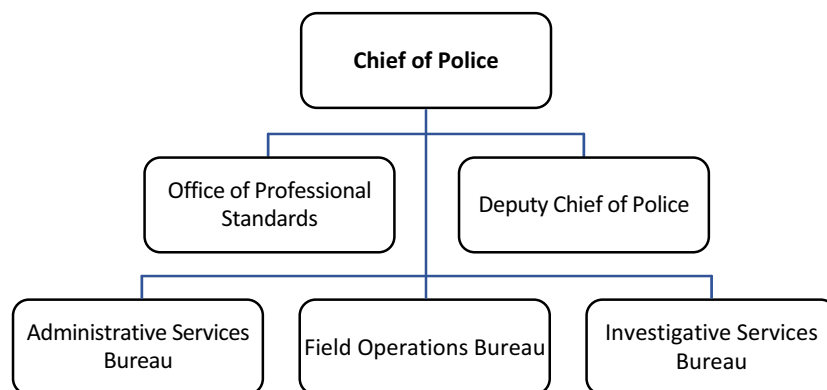 Chief of Police
Office of Professional
Standards
Deputy Chief of Police
Administrative Services
Bureau
Field Operations Bureau
Investigative Services
Bureau